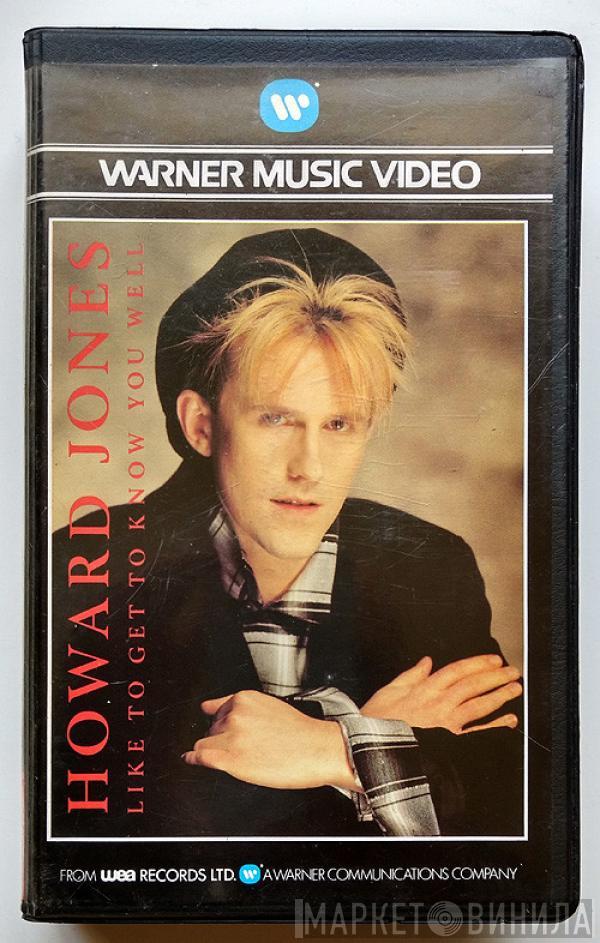 WARNER MUSIC VIDEO
HOWARD JONES
LIKE TO GET TO KNOW YOU WELL
FROM wea RECORDS LTD. A WARNER COMMUNICATIONS COMPANY
МАРКЕТ ВИНИЛА